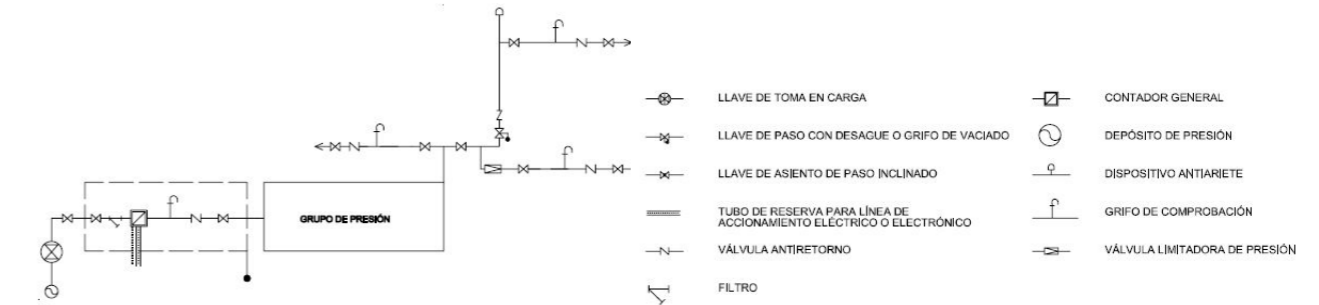 LLAVE DE TOMA EN CARGA
CONTADOR GENERAL
LLAVE DE PASO CON DESAGUE O GRIFO DE VACIADO
DEPÓSITO DE PRESIÓN
LLAVE DE ASIENTO DE PASO INCLINADO
DISPOSITIVO ANTIARIETE
GRUPO DE PRESIÓN
TUBO DE RESERVA PARA LÍNEA DE
ACCIONAMIENTO ELÉCTRICO O ELECTRÓNICO
GRIFO DE COMPROBACIÓN
VÁLVULA ANTIRETORNO
VÁLVULA LIMITADORA DE PRESIÓN
FILTRO